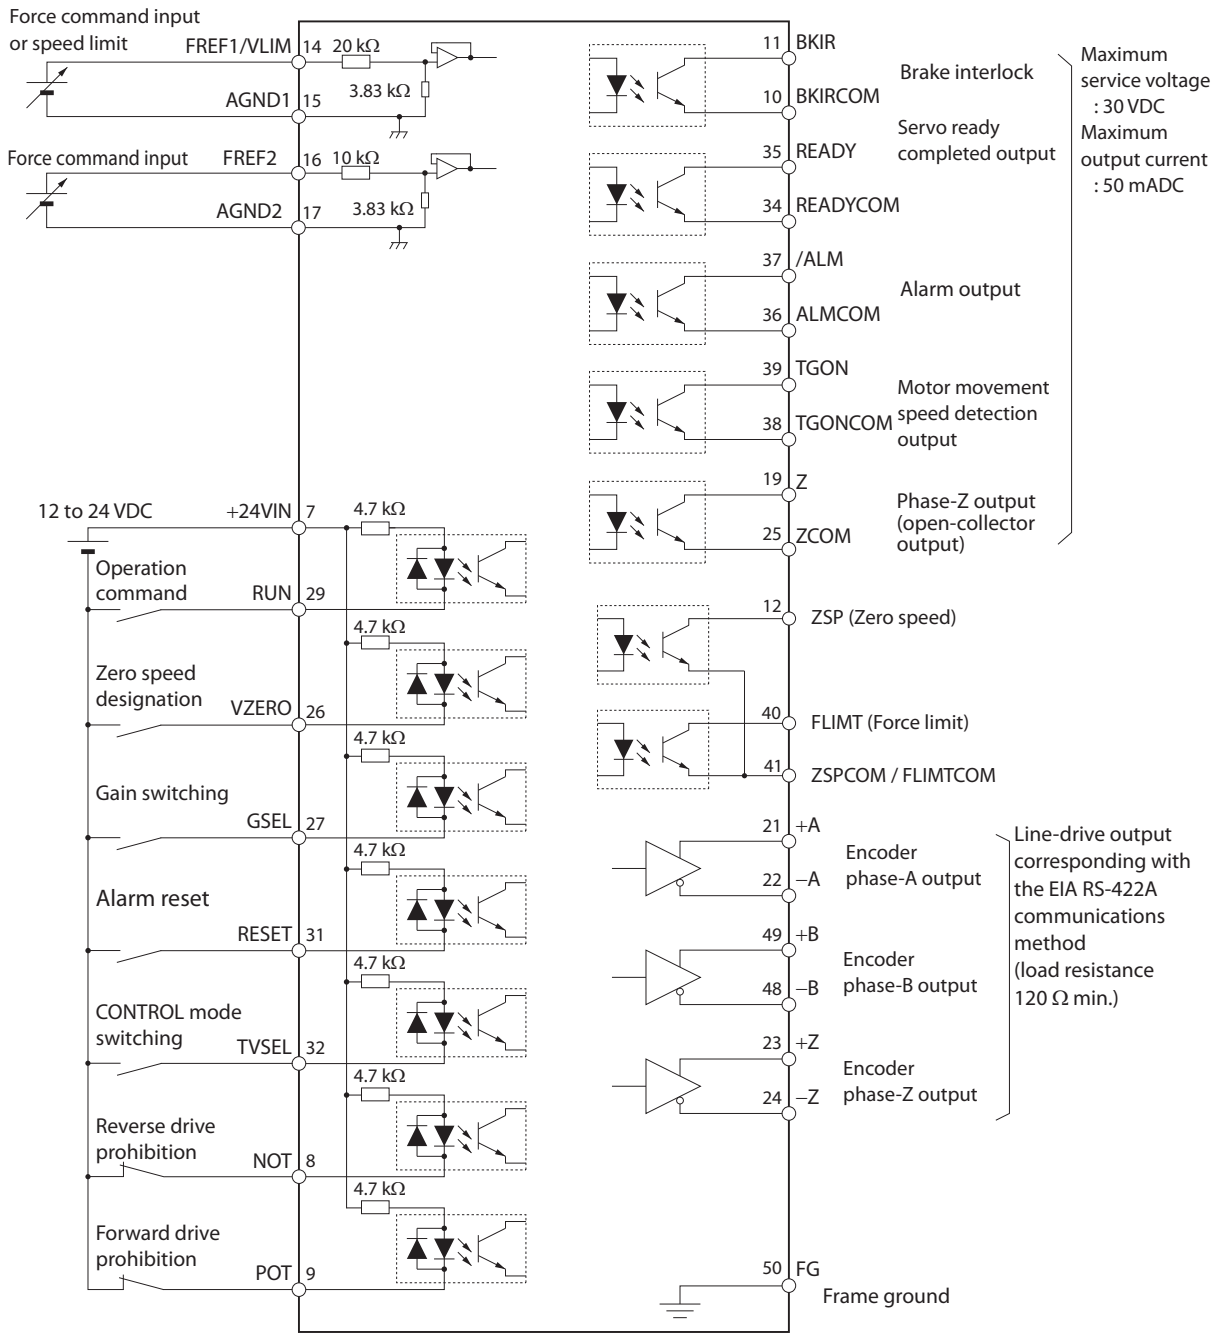 Force command input
or speed limit
FREF1/VLIM 14 20 kΩ
3.83 kΩ
AGND1 15
Force command input
FREF2 16 10 kΩ
3.83 kΩ
AGND2 17
12 to 24 VDC
+24VIN 7 4.7 kΩ
Operation
command
RUN 29
4.7 kΩ
Zero speed
designation
VZERO 26
4.7 kΩ
Gain switching
GSEL 27
4.7 kΩ
Alarm reset
RESET 31
4.7 kΩ
CONTROL mode
switching
TVSEL 32
4.7 kΩ
Reverse drive
prohibition
NOT 8
4.7 kΩ
Forward drive
prohibition
POT 9
11 BKIR
Brake interlock
10 BKIRCOM
Servo ready
completed output
35 READY
34 READYCOM
37 /ALM
Alarm output
36 ALMCOM
39 TGON
Motor movement
speed detection
output
38 TGONCOM
19 Z
Phase-Z output
(open-collector
output)
25 ZCOM
Maximum
service voltage
: 30 VDC
Maximum
output current
: 50 mADC
12 ZSP (Zero speed)
40 FLIMT (Force limit)
41 ZSPCOM / FLIMTCOM
21 +A
Encoder
phase-A output
22 −A
49 +B
Encoder
phase-B output
48 −B
23 +Z
Encoder
phase-Z output
24 −Z
Line-drive output
corresponding with
the EIA RS-422A
communications
method
(load resistance
120 Ω min.)
50 FG
Frame ground